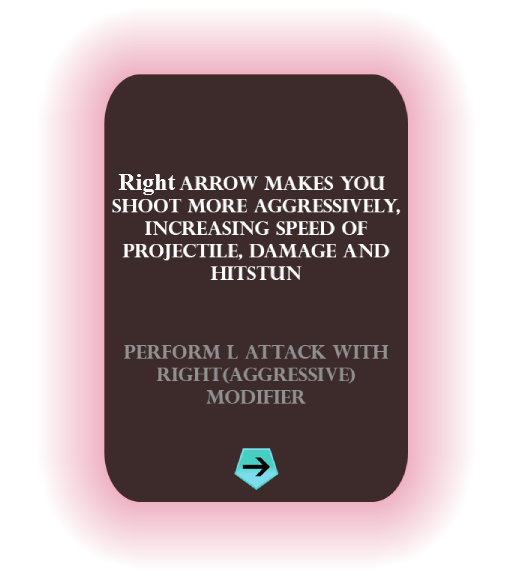 Right ARROW MAKES YOU
SHOOT MORE AGGRESSIVELY,
INCREASING SPEED OF
PROJECTILE, DAMAGE AND
HITSTUN
PERFORM L ATTACK WITH
RIGHT(AGGRESSIVE)
MODIFIER